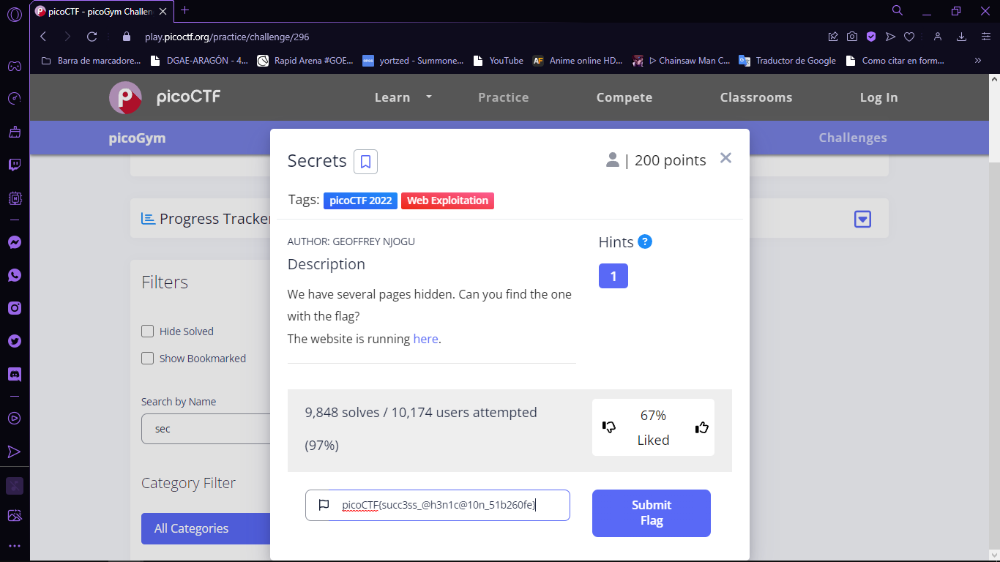 picoCTF - picoGym Challen
play.picoctf.org/practice/challenge/296
Barra de marcadore... DGAE-ARAGÓN - 4... Rapid Arena #GOE... yortzed - Summone... YouTube AF Anime online HD... ▷ Chainsaw Man C... Traductor de Google Como citar en form... »
picoCTF Learn Practice Compete Classrooms Log In
picoGym Challenges
Secrets | 200 points
Tags: picoCTF 2022 Web Exploitation
Progress Tracker
AUTHOR: GEOFFREY NJOGU
Hints ?
Description
1
We have several pages hidden. Can you find the one
with the flag?
The website is running here.
Filters
Hide Solved
Show Bookmarked
Search by Name
sec
Category Filter
All Categories
9,848 solves / 10,174 users attempted
(97%)
67%
Liked
picoCTF{succ3ss_@h3n1c@10n_51b260fe}
Submit
Flag